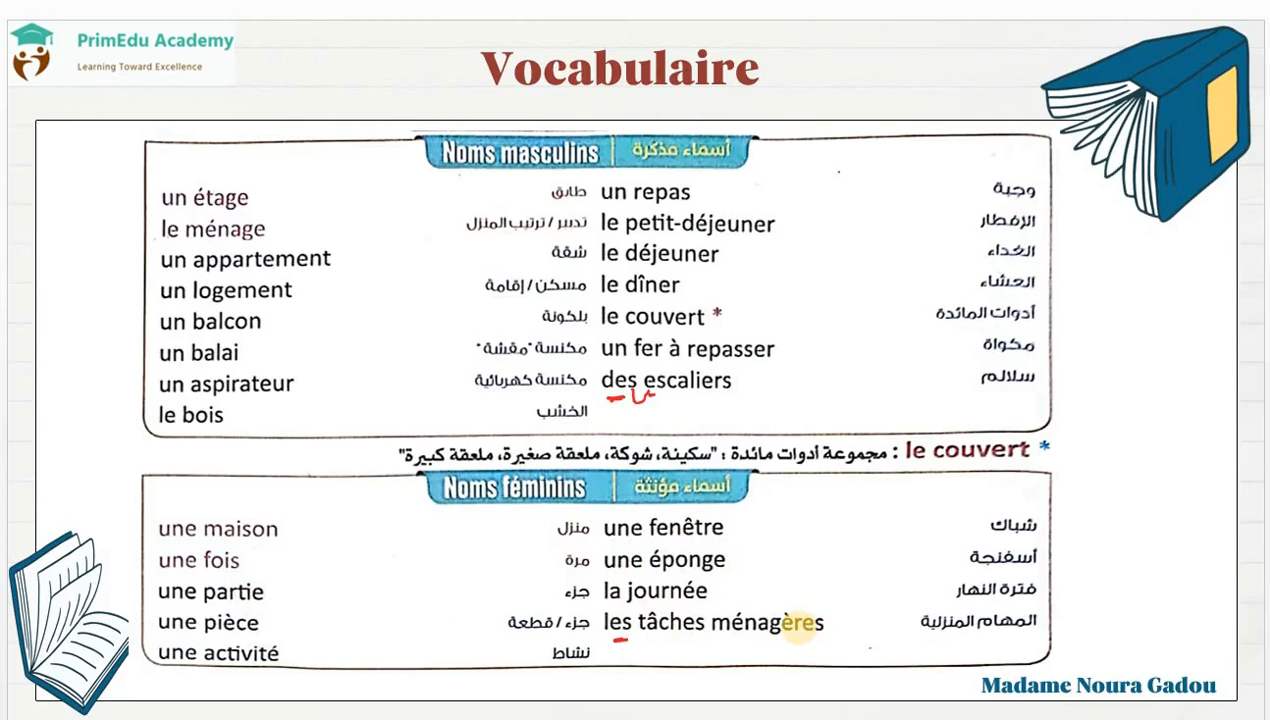 PrimEdu Academy
Learning Toward Excellence
Vocabulaire
Noms masculins | أسماء مذكرة
un étage طابق un repas وجبة
le ménage تدبير / ترتيب المنزل le petit-déjeuner الإفطار
un appartement شقة le déjeuner الغداء
un logement مسكن / إقامة le dîner العشاء
un balcon بلكونة le couvert * أدوات المائدة
un balai مكنسة "مقشة" un fer à repasser مكواة
un aspirateur مكنسة كهربائية des escaliers سلالم
le bois الخشب
* le couvert : مجموعة أدوات مائدة : "سكينة، شوكة، ملعقة صغيرة، ملعقة كبيرة"
Noms féminins | أسماء مؤنثة
une maison منزل une fenêtre شباك
une fois مرة une éponge أسفنجة
une partie جزء la journée فترة النهار
une pièce جزء / قطعة les tâches ménagères المهام المنزلية
une activité نشاط
Madame Noura Gadou